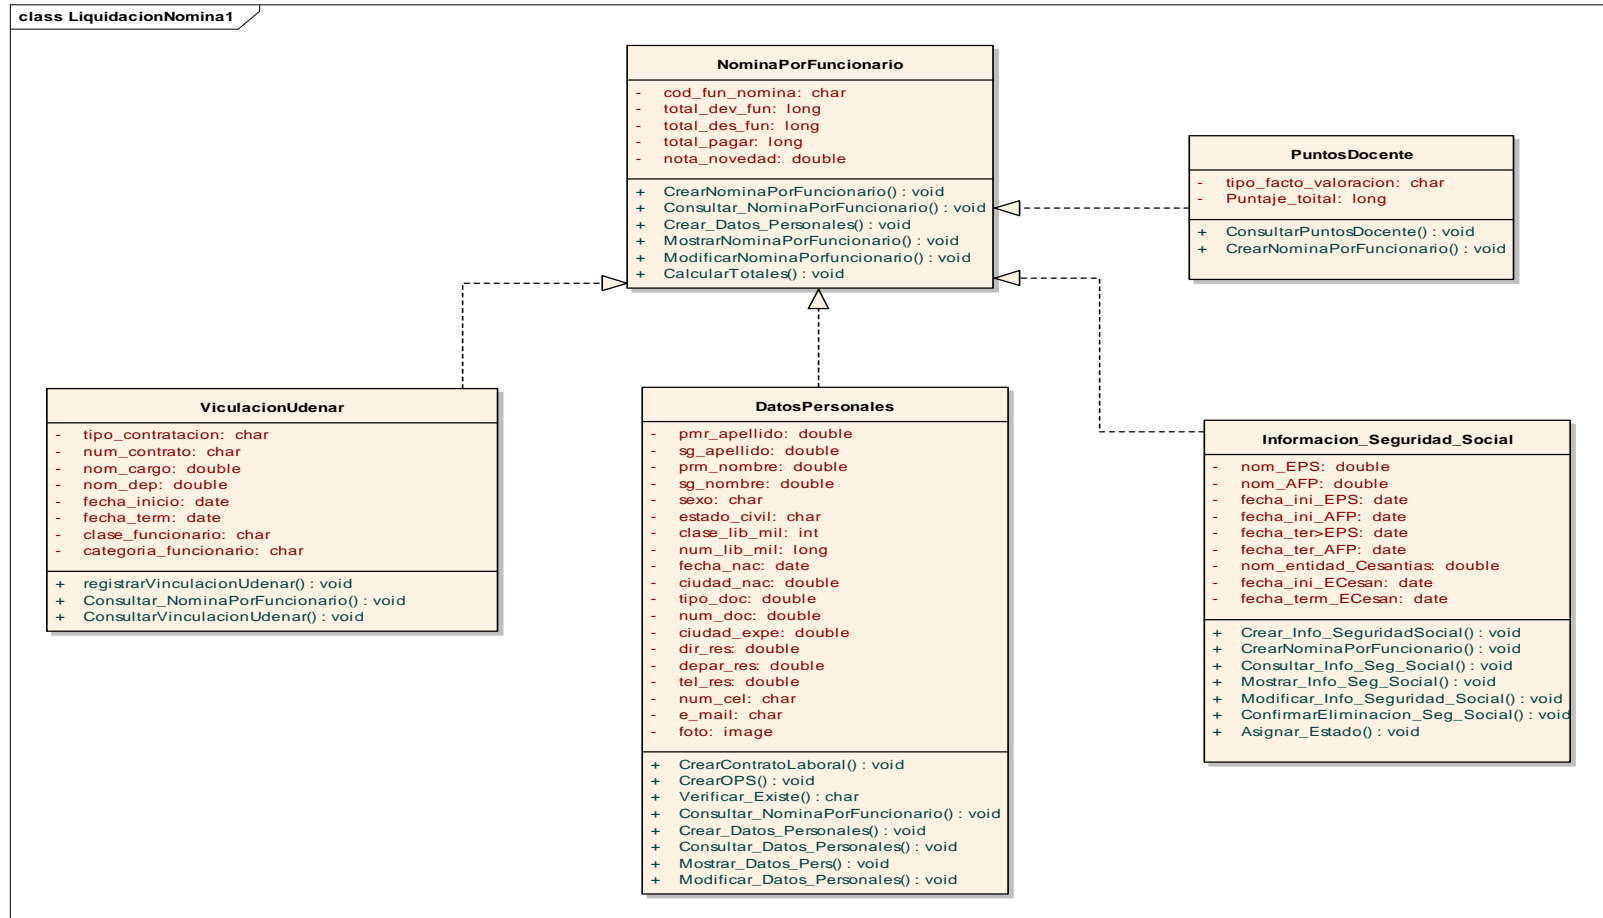 class LiquidacionNomina1
NominaPorFuncionario
- cod_fun_nomina: char
- total_dev_fun: long
- total_des_fun: long
- total_pagar: long
- nota_novedad: double
+ CrearNominaPorFuncionario() : void
+ Consultar_NominaPorFuncionario() : void
+ Crear_Datos_Personales() : void
+ MostrarNominaPorFuncionario() : void
+ ModificarNominaPorfuncionario() : void
+ CalcularTotales() : void
PuntosDocente
- tipo_facto_valoracion: char
- Puntaje_toital: long
+ ConsultarPuntosDocente() : void
+ CrearNominaPorFuncionario() : void
ViculacionUdenar
- tipo_contratacion: char
- num_contrato: char
- nom_cargo: double
- nom_dep: double
- fecha_inicio: date
- fecha_term: date
- clase_funcionario: char
- categoria_funcionario: char
+ registrarVinculacionUdenar() : void
+ Consultar_NominaPorFuncionario() : void
+ ConsultarVinculacionUdenar() : void
DatosPersonales
- pmr_apellido: double
- sg_apellido: double
- prm_nombre: double
- sg_nombre: double
- sexo: char
- estado_civil: char
- clase_lib_mil: int
- num_lib_mil: long
- fecha_nac: date
- ciudad_nac: double
- tipo_doc: double
- num_doc: double
- ciudad_expe: double
- dir_res: double
- depar_res: double
- tel_res: double
- num_cel: char
- e_mail: char
- foto: image
+ CrearContratoLaboral() : void
+ CrearOPS() : void
+ Verificar_Existe() : char
+ Consultar_NominaPorFuncionario() : void
+ Crear_Datos_Personales() : void
+ Consultar_Datos_Personales() : void
+ Mostrar_Datos_Pers() : void
+ Modificar_Datos_Personales() : void
Informacion_Seguridad_Social
- nom_EPS: double
- nom_AFP: double
- fecha_ini_EPS: date
- fecha_ini_AFP: date
- fecha_ter>EPS: date
- fecha_ter_AFP: date
- nom_entidad_Cesantias: double
- fecha_ini_ECesan: date
- fecha_term_ECesan: date
+ Crear_Info_SeguridadSocial() : void
+ CrearNominaPorFuncionario() : void
+ Consultar_Info_Seg_Social() : void
+ Mostrar_Info_Seg_Social() : void
+ Modificar_Info_Seguridad_Social() : void
+ ConfirmarEliminacion_Seg_Social() : void
+ Asignar_Estado() : void